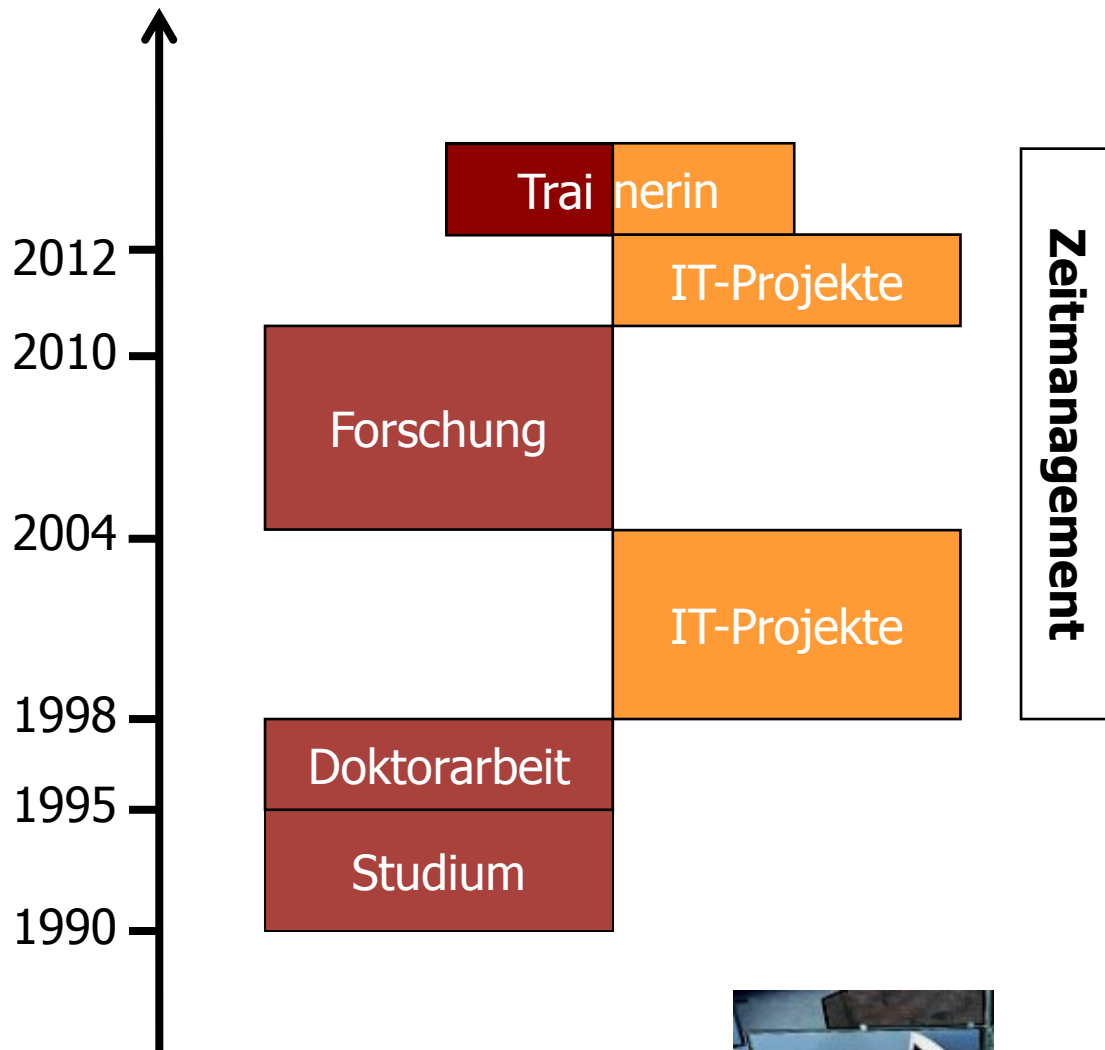 Trainerin
2012
IT-Projekte
2010
Forschung
2004
IT-Projekte
1998
Doktorarbeit
1995
Studium
1990
Zeitmanagement